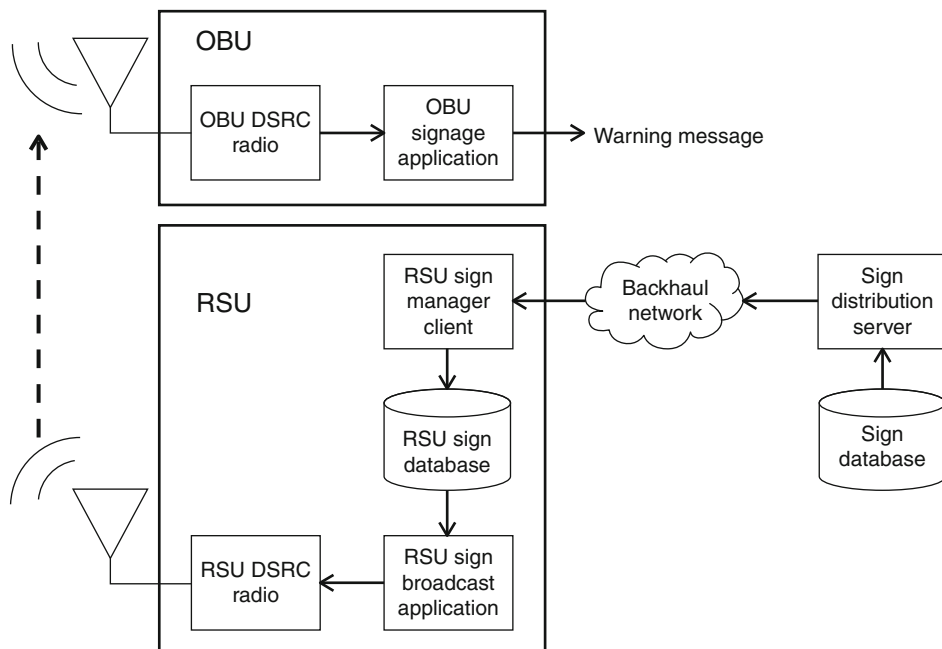 OBU
OBU DSRC
radio
OBU
signage
application
Warning message
RSU
RSU sign
manager
client
Backhaul
network
Sign
distribution
server
RSU sign
database
Sign
database
RSU DSRC
radio
RSU sign
broadcast
application